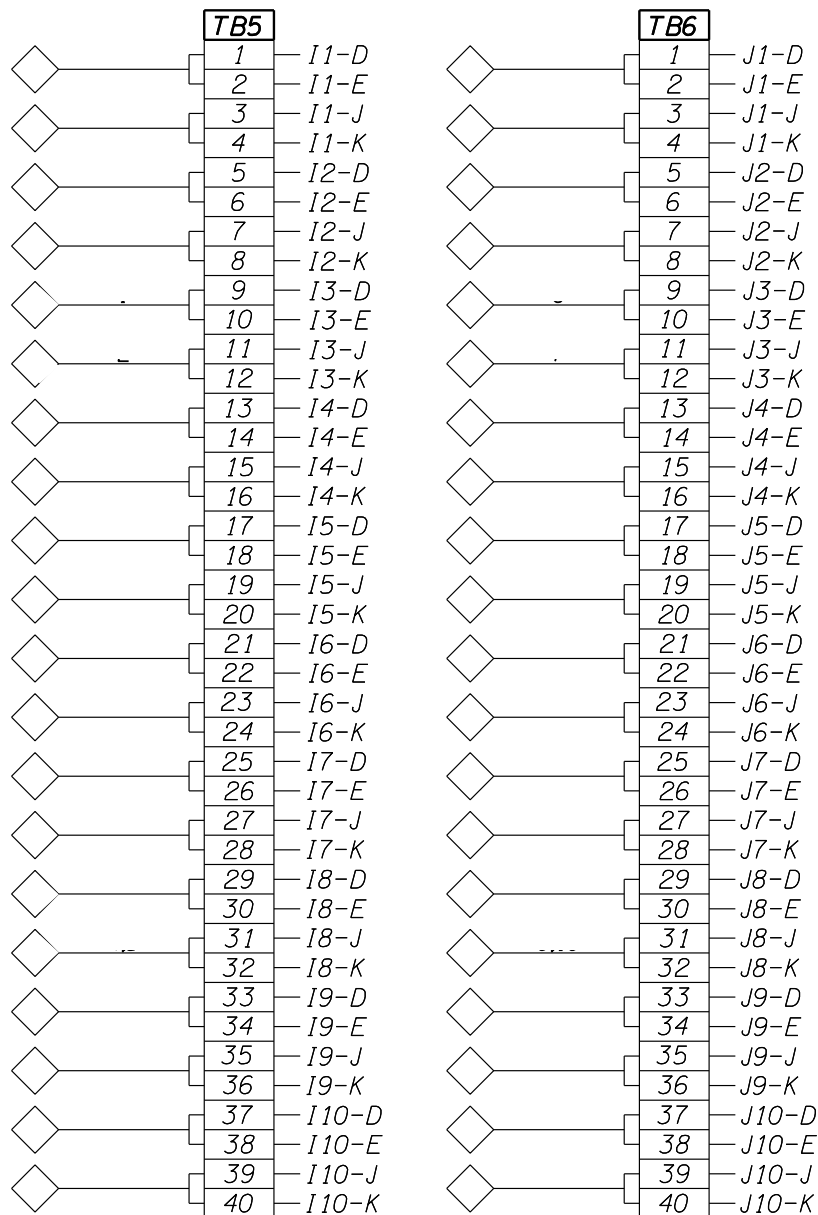 TB5
1 I1-D
2 I1-E
3 I1-J
4 I1-K
5 I2-D
6 I2-E
7 I2-J
8 I2-K
9 I3-D
10 I3-E
11 I3-J
12 I3-K
13 I4-D
14 I4-E
15 I4-J
16 I4-K
17 I5-D
18 I5-E
19 I5-J
20 I5-K
21 I6-D
22 I6-E
23 I6-J
24 I6-K
25 I7-D
26 I7-E
27 I7-J
28 I7-K
29 I8-D
30 I8-E
31 I8-J
32 I8-K
33 I9-D
34 I9-E
35 I9-J
36 I9-K
37 I10-D
38 I10-E
39 I10-J
40 I10-K
TB6
1 J1-D
2 J1-E
3 J1-J
4 J1-K
5 J2-D
6 J2-E
7 J2-J
8 J2-K
9 J3-D
10 J3-E
11 J3-J
12 J3-K
13 J4-D
14 J4-E
15 J4-J
16 J4-K
17 J5-D
18 J5-E
19 J5-J
20 J5-K
21 J6-D
22 J6-E
23 J6-J
24 J6-K
25 J7-D
26 J7-E
27 J7-J
28 J7-K
29 J8-D
30 J8-E
31 J8-J
32 J8-K
33 J9-D
34 J9-E
35 J9-J
36 J9-K
37 J10-D
38 J10-E
39 J10-J
40 J10-K